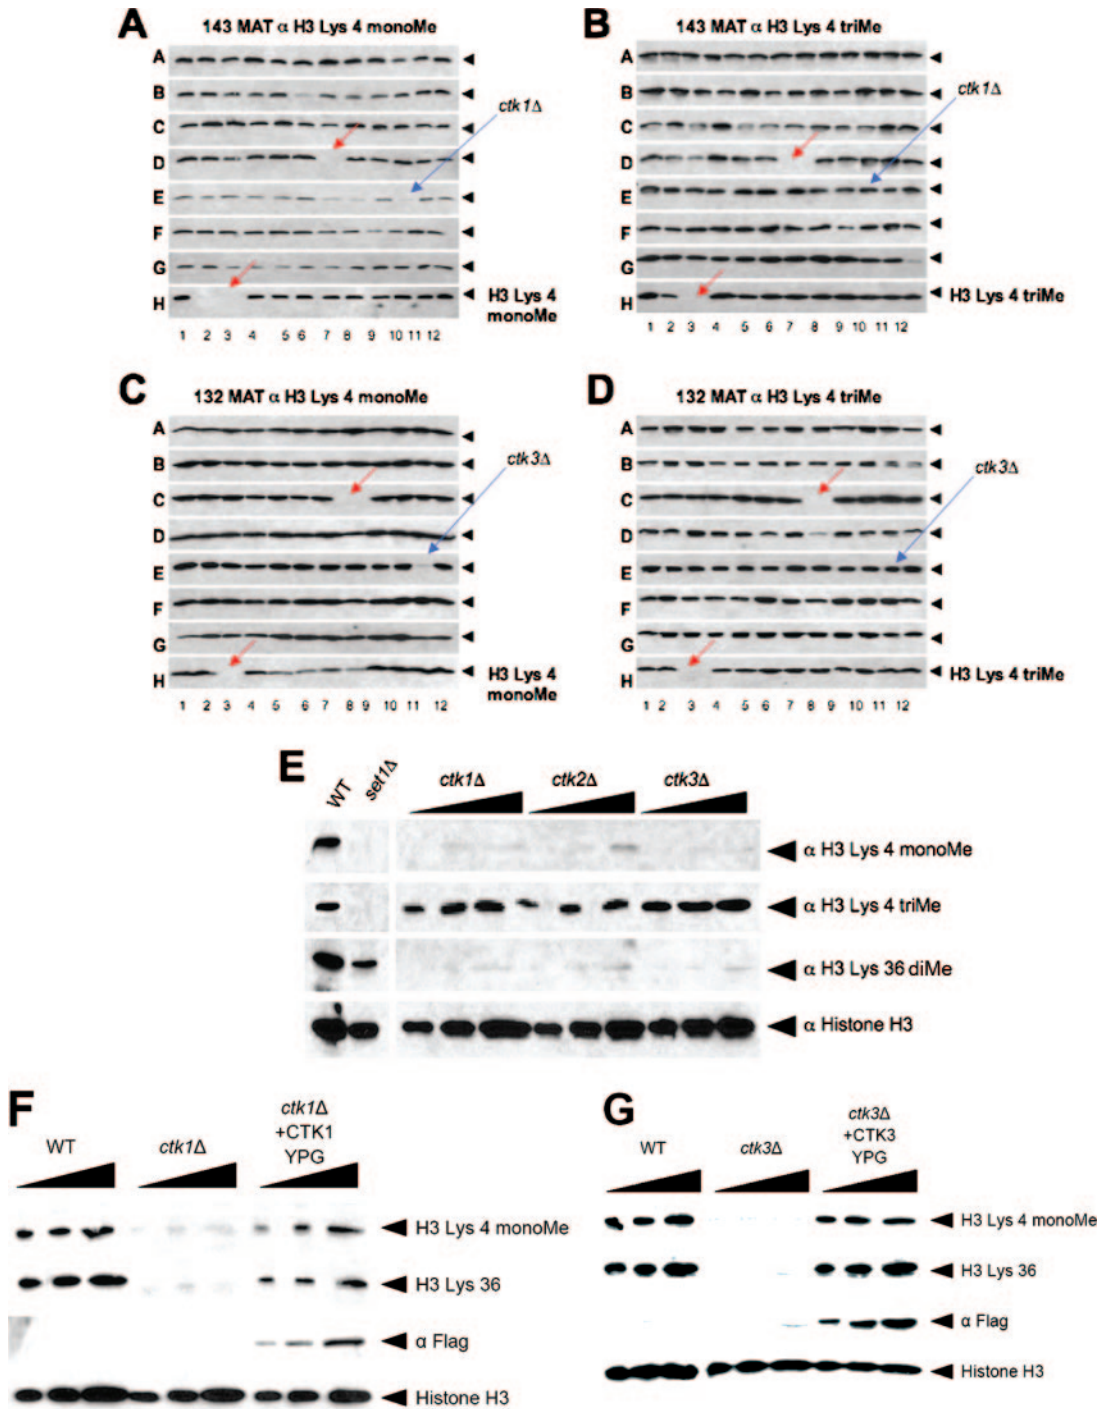 A
143 MAT α H3 Lys 4 monoMe
A
B
C
D
E
F
G
H
ctk1Δ
H3 Lys 4
monoMe
1 2 3 4 5 6 7 8 9 10 11 12
B
143 MAT α H3 Lys 4 triMe
A
B
C
D
E
F
G
H
ctk1Δ
H3 Lys 4 triMe
1 2 3 4 5 6 7 8 9 10 11 12
C
132 MAT α H3 Lys 4 monoMe
A
B
C
D
E
F
G
H
ctk3Δ
H3 Lys 4
monoMe
1 2 3 4 5 6 7 8 9 10 11 12
D
132 MAT α H3 Lys 4 triMe
A
B
C
D
E
F
G
H
ctk3Δ
H3 Lys 4 triMe
1 2 3 4 5 6 7 8 9 10 11 12
E
WT set1Δ ctk1Δ ctk2Δ ctk3Δ
α H3 Lys 4 monoMe
α H3 Lys 4 triMe
α H3 Lys 36 diMe
α Histone H3
F
WT ctk1Δ ctk1Δ
+CTK1
YPG
H3 Lys 4 monoMe
H3 Lys 36
α Flag
Histone H3
G
WT ctk3Δ ctk3Δ
+CTK3
YPG
H3 Lys 4 monoMe
H3 Lys 36
α Flag
Histone H3